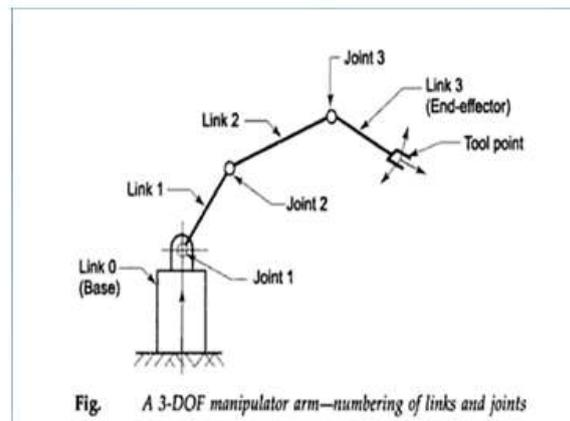 Joint 3
Link 3
(End-effector)
Link 2
Tool point
Link 1
Joint 2
Link 0
(Base)
Joint 1
Fig. A 3-DOF manipulator arm—numbering of links and joints